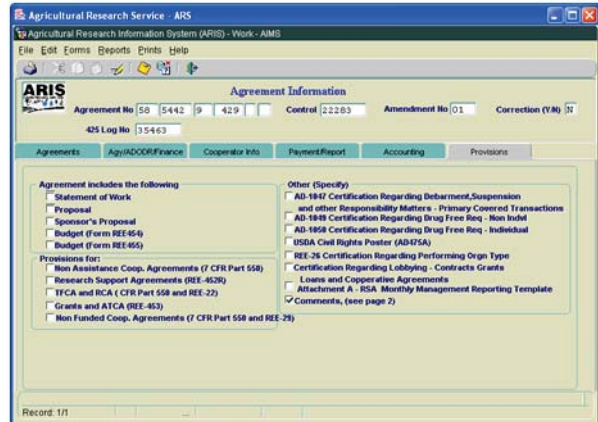 Agricultural Research Service - ARS
Agricultural Research Information System (ARIS) - Work - AIMS
File Edit Forms Reports Prints Help
ARIS
Agreement Information
Agreement No 58 5442 9 429 Control 22283 Amendment No 01 Correction (Y/N) N
425 Log No 35463
Agreements Agy/ADODR/Finance Cooperator Info Payment/Report Accounting Provisions
Agreement includes the following
Statement of Work
Proposal
Sponsor's Proposal
Budget (Form REE454)
Budget (Form REE455)
Provisions for:
Non Assistance Coop. Agreements (7 CFR Part 550)
Research Support Agreements (REE-452R)
TFCA and RCA ( CFR Part 550 and REE-22)
Grants and ATCA (REE-453)
Non Funded Coop. Agreements (7 CFR Part 550 and REE-29)
Other (Specify)
AD-1047 Certification Regarding Debarment,Suspension
and other Responsibility Matters - Primary Covered Transactions
AD-1049 Certification Regarding Drug Free Req - Non Indvl
AD-1050 Certification Regarding Drug Free Req - Individual
USDA Civil Rights Poster (AD475A)
REE-26 Certification Regarding Performing Orgn Type
Certification Regarding Lobbying - Contracts Grants
Loans and Copperative Agreements
Attachment A - RSA Monthly Management Reporting Template
Comments, (see page 2)
Record: 1/1
...